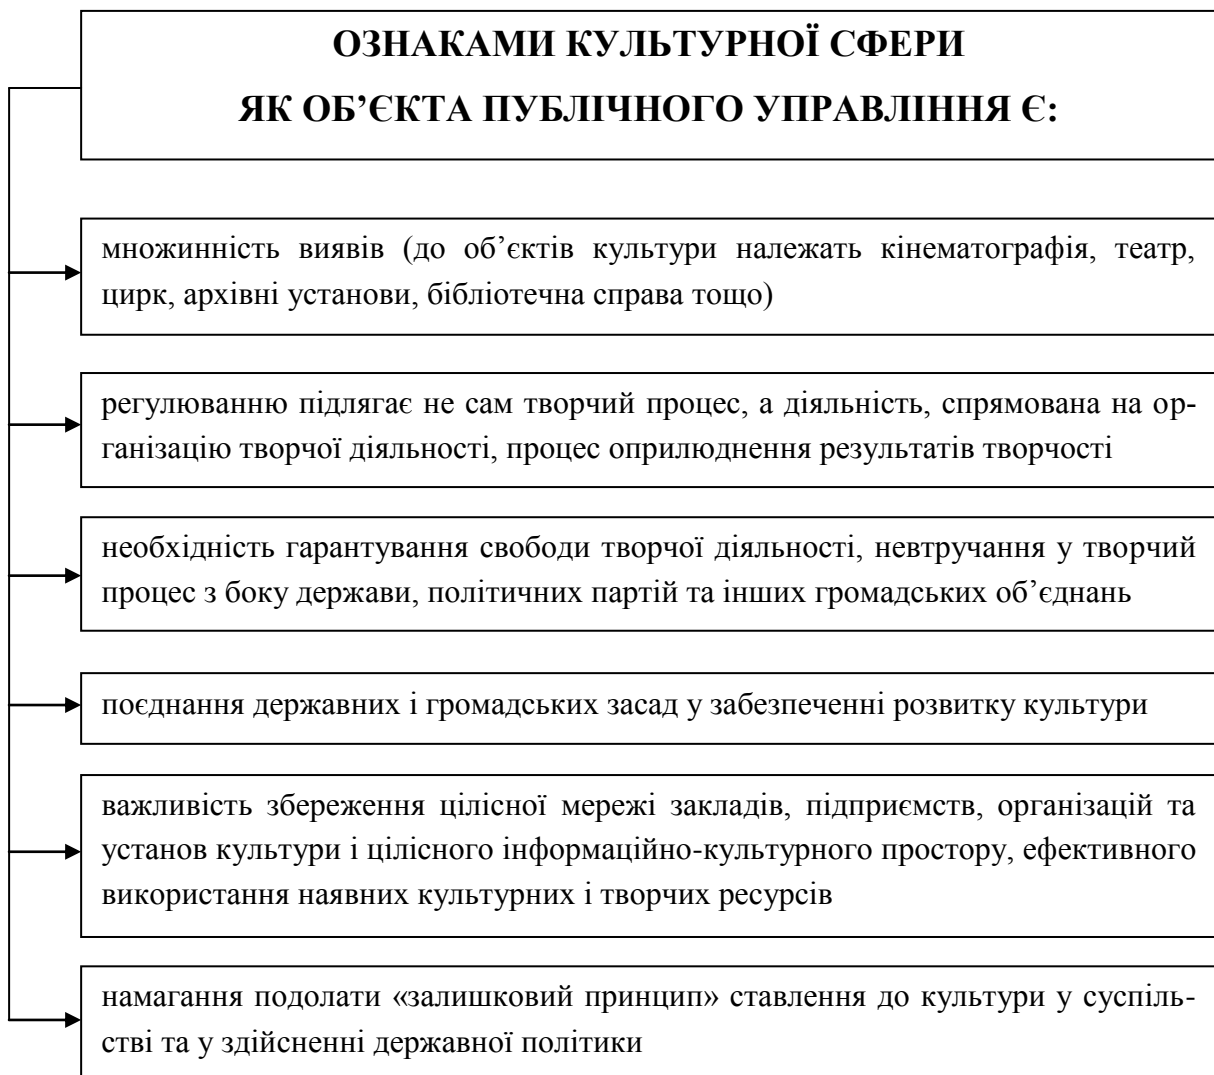 ОЗНАКАМИ КУЛЬТУРНОЇ СФЕРИ
ЯК ОБ’ЄКТА ПУБЛІЧНОГО УПРАВЛІННЯ Є:
множинність виявів (до об’єктів культури належать кінематографія, театр,
цирк, архівні установи, бібліотечна справа тощо)
регулюванню підлягає не сам творчий процес, а діяльність, спрямована на ор-
ганізацію творчої діяльності, процес оприлюднення результатів творчості
необхідність гарантування свободи творчої діяльності, невтручання у творчий
процес з боку держави, політичних партій та інших громадських об’єднань
поєднання державних і громадських засад у забезпеченні розвитку культури
важливість збереження цілісної мережі закладів, підприємств, організацій та
установ культури і цілісного інформаційно-культурного простору, ефективного
використання наявних культурних і творчих ресурсів
намагання подолати «залишковий принцип» ставлення до культури у суспіль-
стві та у здійсненні державної політики